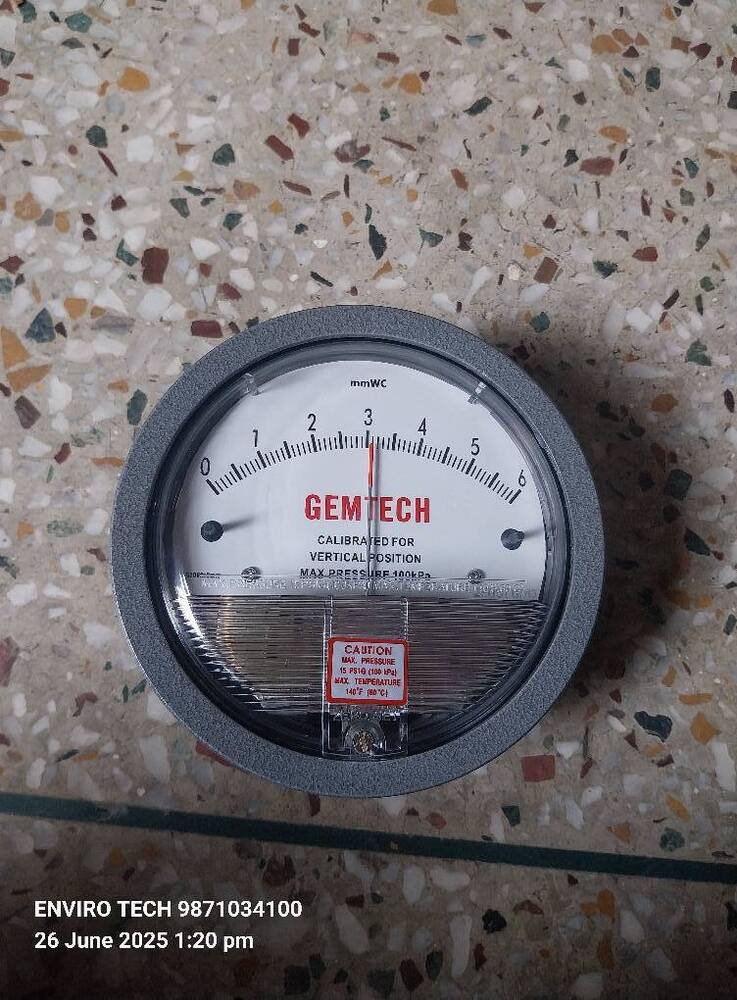 mmWC
0 1 2 3 4 5 6
GEMTECH
CALIBRATED FOR
VERTICAL POSITION
MAX PRESSURE 100kPa
CAUTION
MAX. PRESSURE
15 PSIG (100 kPa)
MAX. TEMPERATURE
140°F (60°C)
ENVIRO TECH 9871034100
26 June 2025 1:20 pm